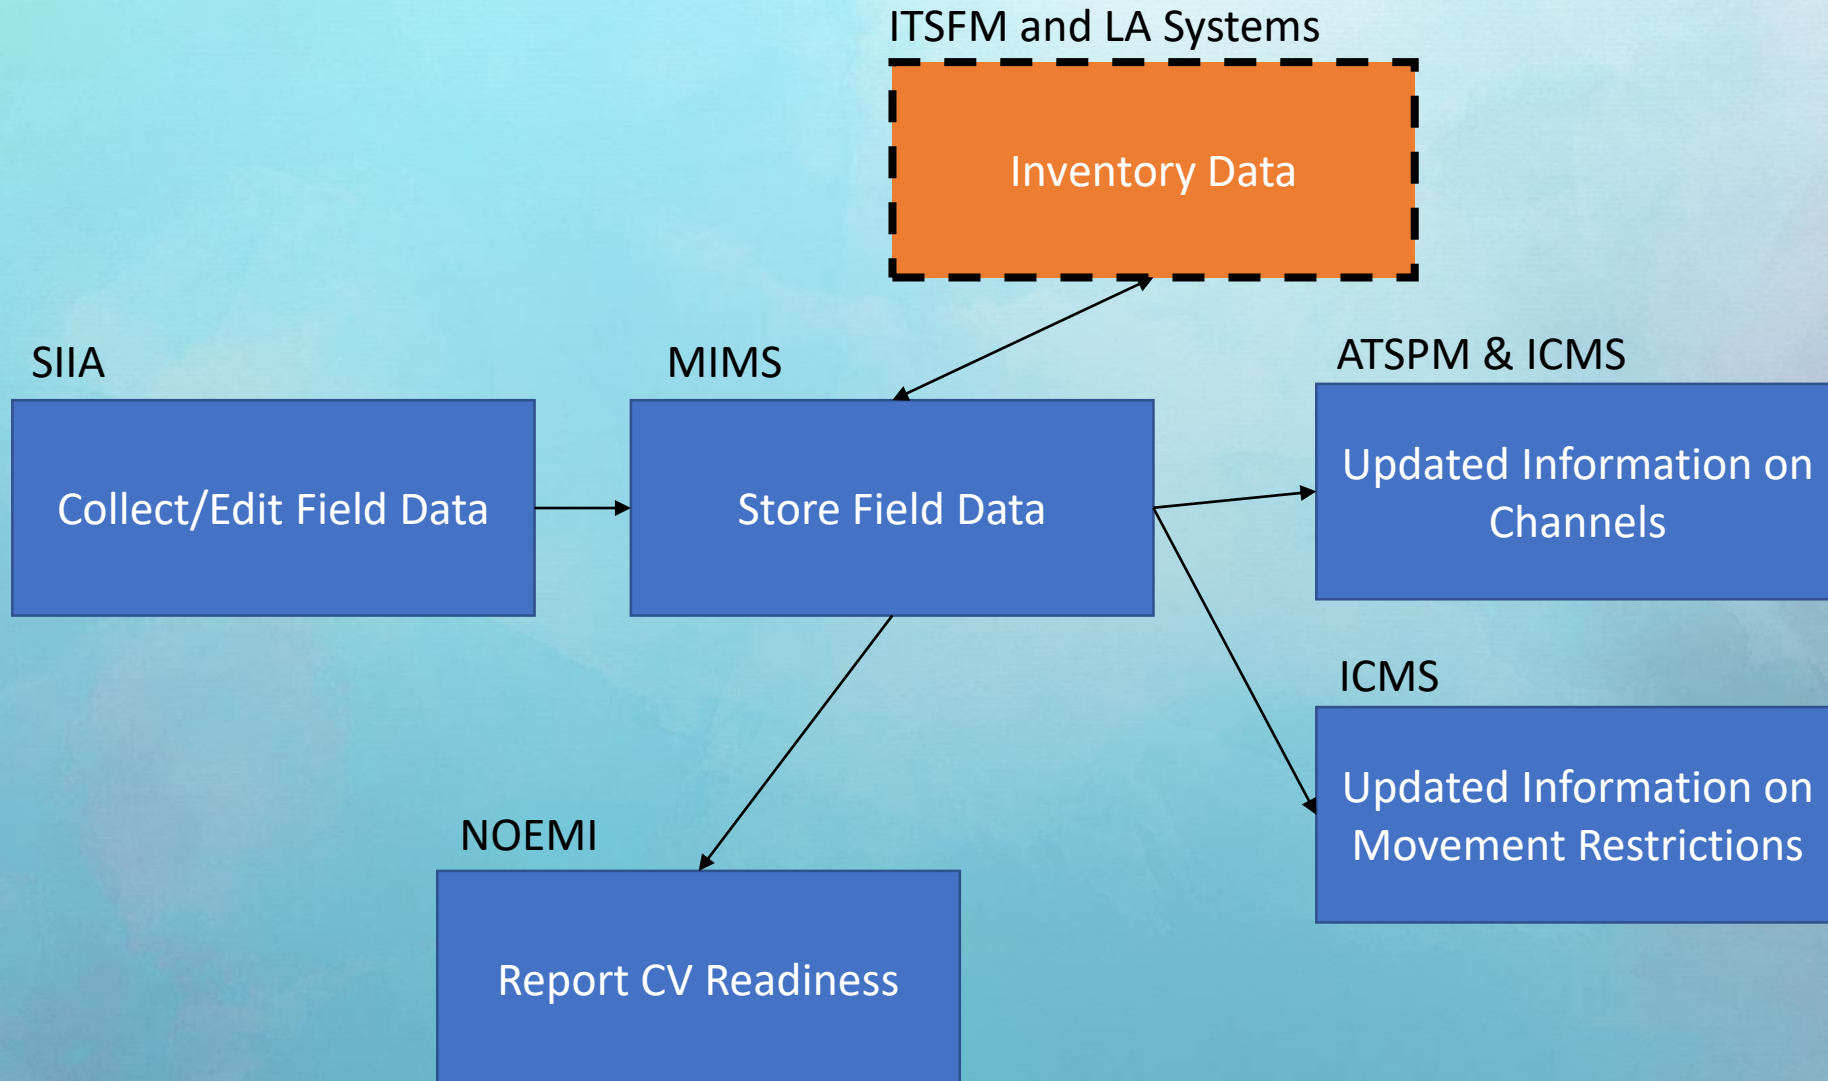 ITSFM and LA Systems
Inventory Data
SIIA
Collect/Edit Field Data
MIMS
Store Field Data
ATSPM & ICMS
Updated Information on
Channels
ICMS
Updated Information on
Movement Restrictions
NOEMI
Report CV Readiness